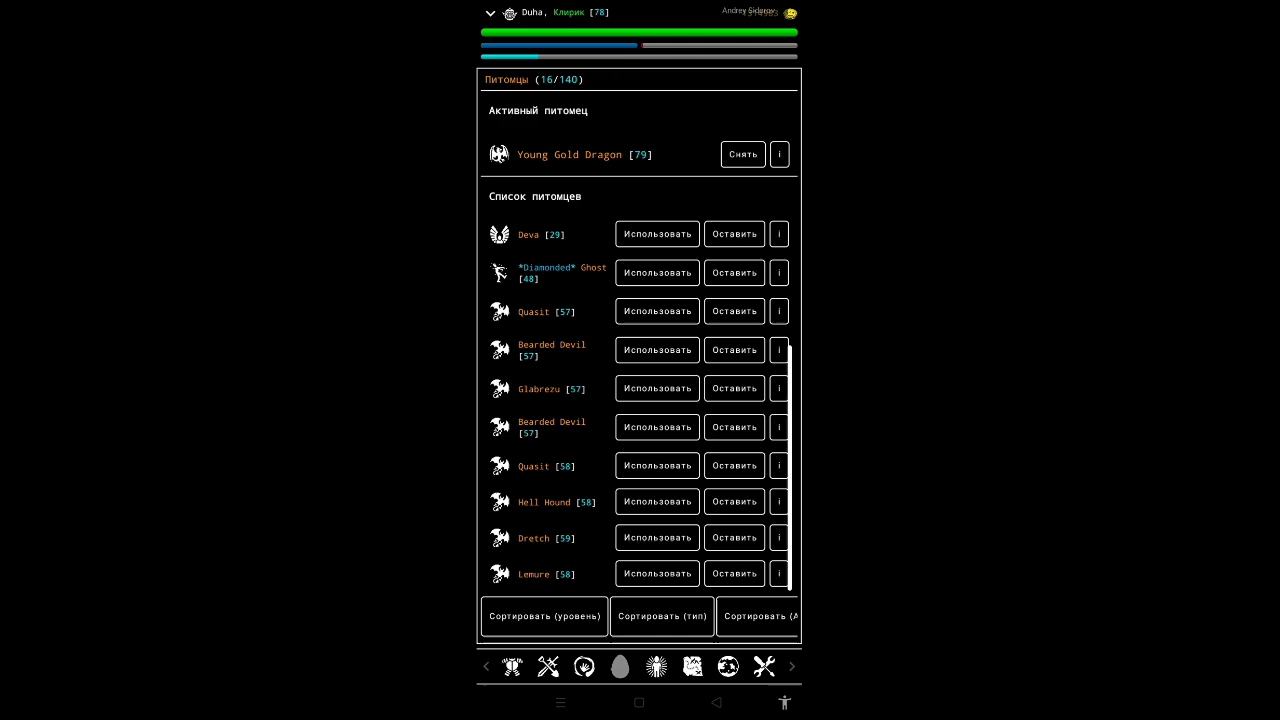 Duha, Клирик [78]
Andrey Sidorov
Питомцы (16/140)
Активный питомец
Young Gold Dragon [79] Снять i
Список питомцев
Deva [29] Использовать Оставить i
*Diamonded* Ghost
[48] Использовать Оставить i
Quasit [57] Использовать Оставить i
Bearded Devil
[57] Использовать Оставить i
Glabrezu [57] Использовать Оставить i
Bearded Devil
[57] Использовать Оставить i
Quasit [58] Использовать Оставить i
Hell Hound [58] Использовать Оставить i
Dretch [59] Использовать Оставить i
Lemure [58] Использовать Оставить i
Сортировать (уровень) Сортировать (тип) Сортировать (А